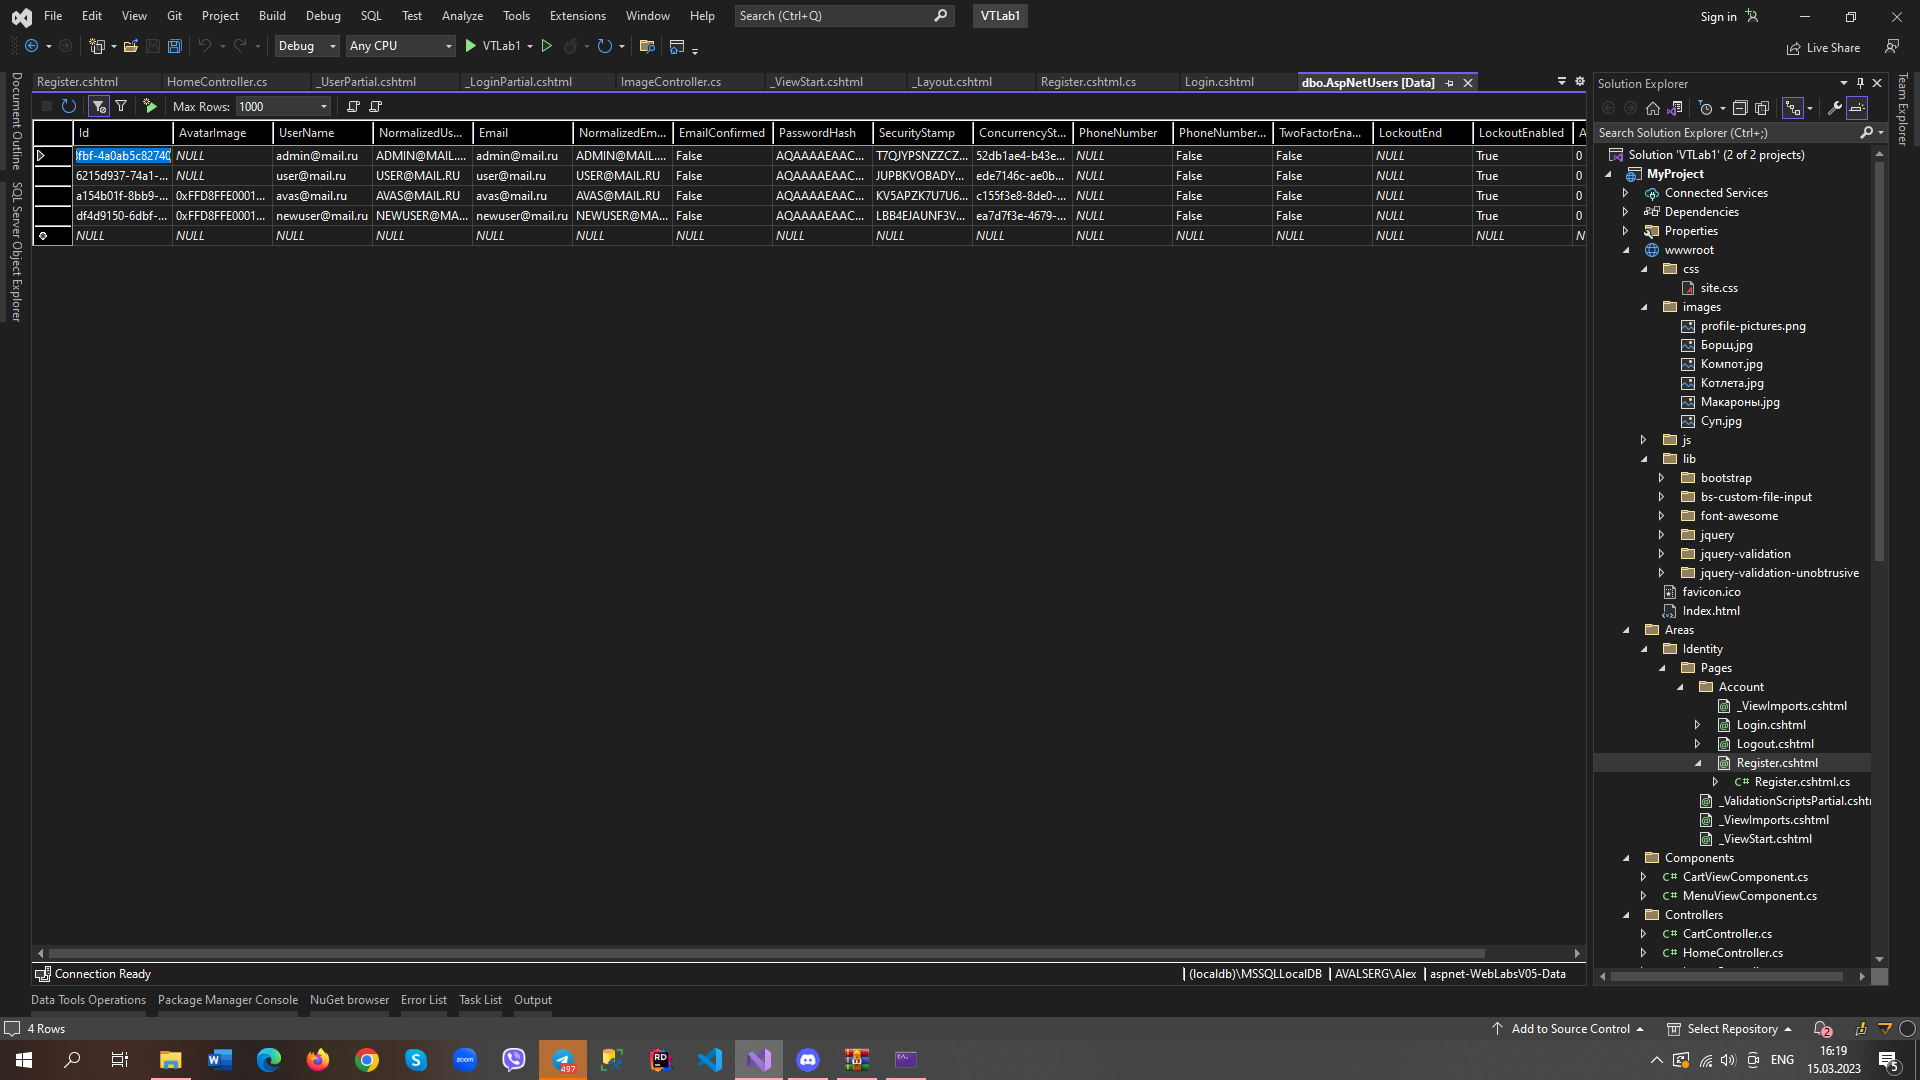 File Edit View Git Project Build Debug SQL Test Analyze Tools Extensions Window Help Search (Ctrl+Q) VTLab1 Sign in
Debug Any CPU VTLab1 Live Share
Register.cshtml HomeController.cs _UserPartial.cshtml _LoginPartial.cshtml ImageController.cs _ViewStart.cshtml _Layout.cshtml Register.cshtml.cs Login.cshtml dbo.AspNetUsers [Data]
Max Rows: 1000
Id AvatarImage UserName NormalizedUs... Email NormalizedEm... EmailConfirmed PasswordHash SecurityStamp ConcurrencySt... PhoneNumber PhoneNumber... TwoFactorEna... LockoutEnd LockoutEnabled A
fbf-4a0ab5c82740 NULL admin@mail.ru ADMIN@MAIL.... admin@mail.ru ADMIN@MAIL.... False AQAAAAEAAC... T7QJYPSNZZCZ... 52db1ae4-b43e... NULL False False NULL True 0
6215d937-74a1-... NULL user@mail.ru USER@MAIL.RU user@mail.ru USER@MAIL.RU False AQAAAAEAAC... JUPBKVOBADY... ede7146c-ae0b... NULL False False NULL True 0
a154b01f-8bb9-... 0xFFD8FFE0001... avas@mail.ru AVAS@MAIL.RU avas@mail.ru AVAS@MAIL.RU False AQAAAAEAAC... KV5APZK7U7U6... c155f3e8-8de0-... NULL False False NULL True 0
df4d9150-6dbf-... 0xFFD8FFE0001... newuser@mail.ru NEWUSER@MA... newuser@mail.ru NEWUSER@MA... False AQAAAAEAAC... LBB4EJAUNF3V... ea7d7f3e-4679-... NULL False False NULL True 0
NULL NULL NULL NULL NULL NULL NULL NULL NULL NULL NULL NULL NULL NULL NULL N
Document Outline
SQL Server Object Explorer
Connection Ready (localdb)\MSSQLLocalDB AVALSERG\Alex aspnet-WebLabsV05-Data
Solution Explorer
Search Solution Explorer (Ctrl+;)
Solution 'VTLab1' (2 of 2 projects)
MyProject
Connected Services
Dependencies
Properties
wwwroot
css
site.css
images
profile-pictures.png
Борщ.jpg
Компот.jpg
Котлета.jpg
Макароны.jpg
Суп.jpg
js
lib
bootstrap
bs-custom-file-input
font-awesome
jquery
jquery-validation
jquery-validation-unobtrusive
favicon.ico
Index.html
Areas
Identity
Pages
Account
_ViewImports.cshtml
Login.cshtml
Logout.cshtml
Register.cshtml
Register.cshtml.cs
_ValidationScriptsPartial.csht
_ViewImports.cshtml
_ViewStart.cshtml
Components
CartViewComponent.cs
MenuViewComponent.cs
Controllers
CartController.cs
HomeController.cs
Team Explorer
Data Tools Operations Package Manager Console NuGet browser Error List Task List Output
4 Rows Add to Source Control Select Repository 2
497 ENG 16:19
15.03.2023 5